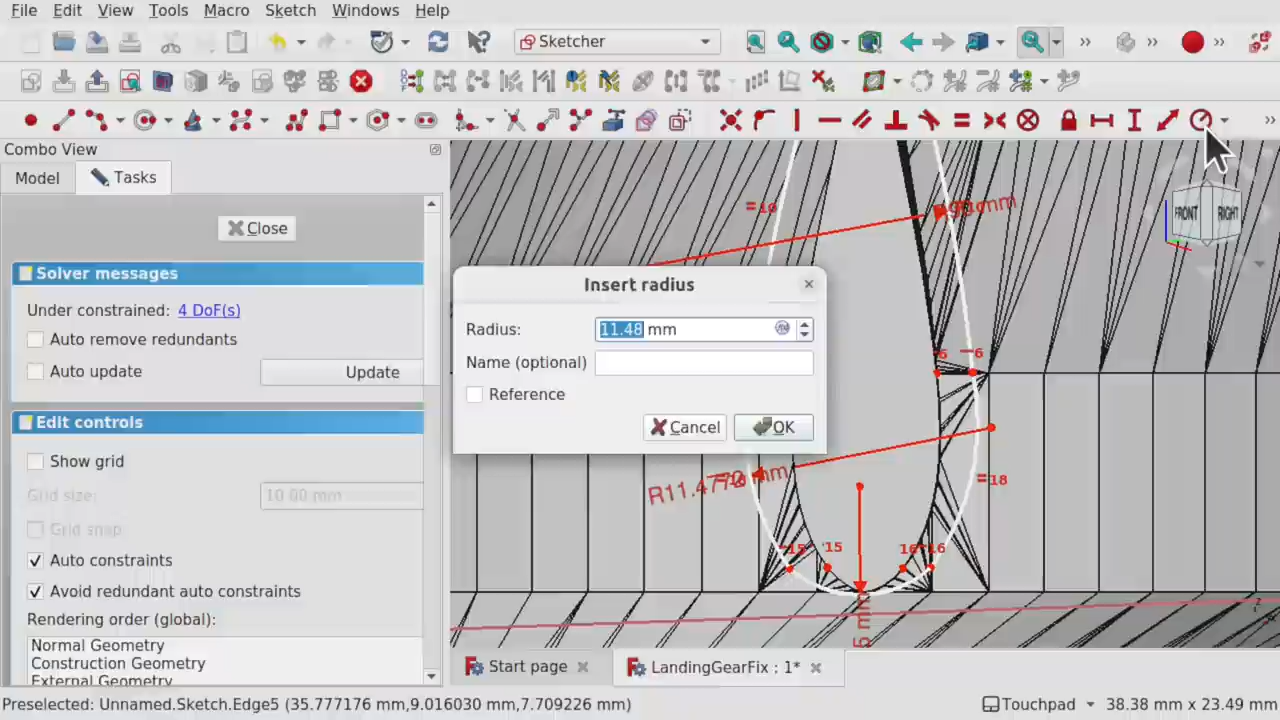 File Edit View Tools Macro Sketch Windows Help
Sketcher
Combo View
Model Tasks
Close
Solver messages
Under constrained: 4 DoF(s)
Auto remove redundants
Auto update Update
Edit controls
Show grid
Grid size: 10.00 mm
Grid snap
Auto constraints
Avoid redundant auto constraints
Rendering order (global):
Normal Geometry
Construction Geometry
External Geometry
Insert radius
Radius: 11.48 mm
Name (optional)
Reference
Cancel OK
FRONT RIGHT
5 mm
Start page LandingGearFix : 1*
Preselected: Unnamed.Sketch.Edge5 (35.777176 mm,9.016030 mm,7.709226 mm) Touchpad 38.38 mm x 23.49 mm